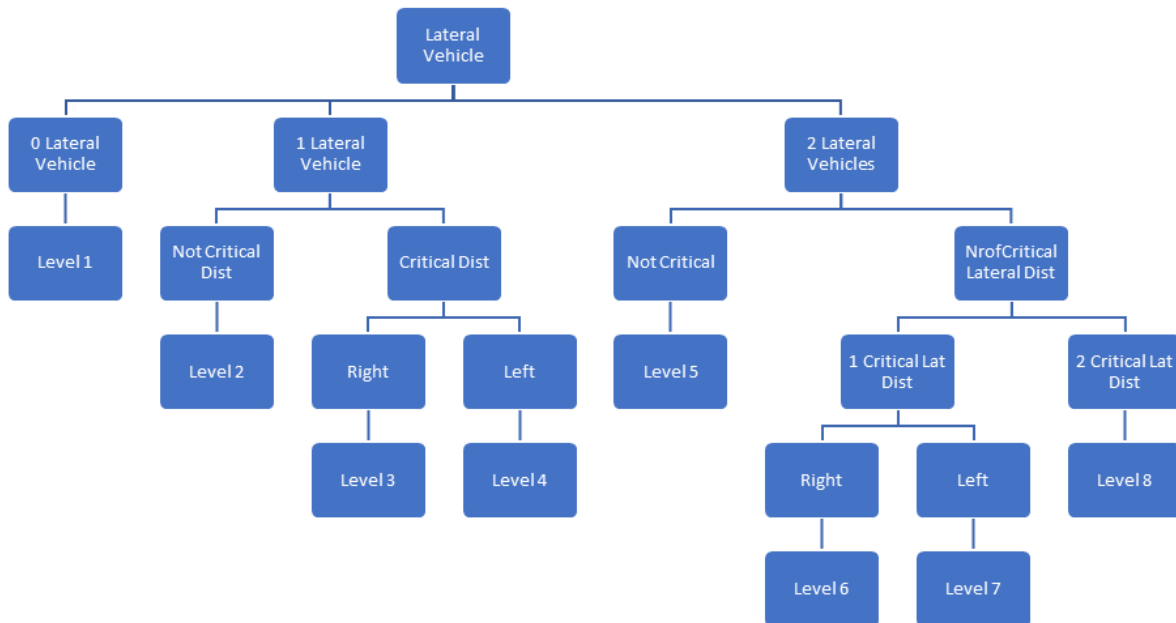 Lateral
Vehicle
0 Lateral
Vehicle
1 Lateral
Vehicle
2 Lateral
Vehicles
Level 1
Not Critical
Dist
Critical Dist
Not Critical
NrofCritical
Lateral Dist
Level 2
Right
Left
Level 5
1 Critical Lat
Dist
2 Critical Lat
Dist
Level 3
Level 4
Right
Left
Level 8
Level 6
Level 7